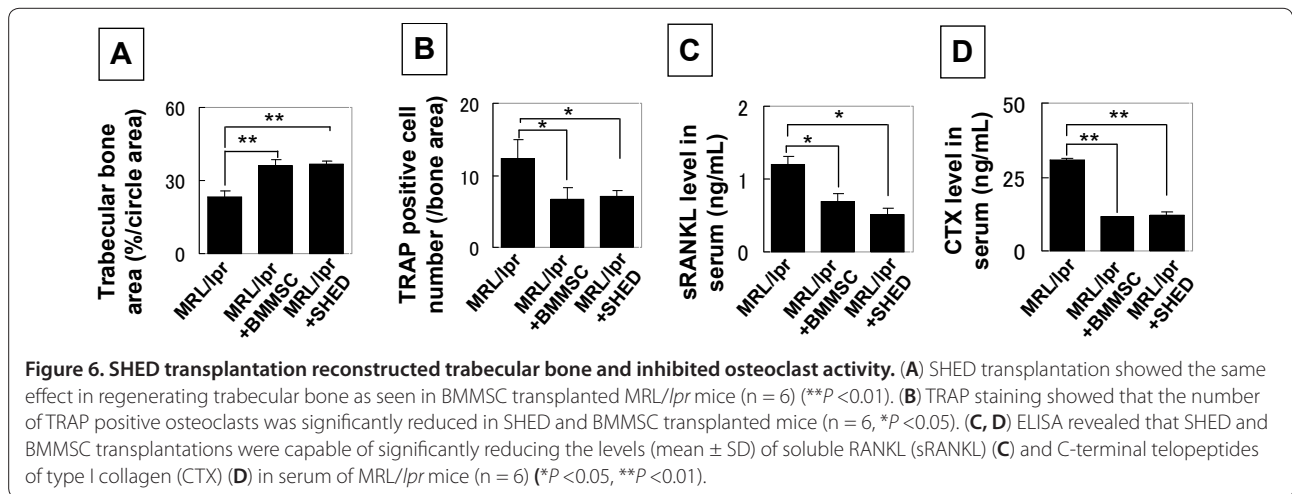 A
Trabecular bone
area (%/circle area)
60
30
0
**
**
MRL/lpr
MRL/lpr
+BMMSC
MRL/lpr
+SHED
B
TRAP positive cell
number (/bone area)
20
10
0
*
*
MRL/lpr
MRL/lpr
+BMMSC
MRL/lpr
+SHED
C
sRANKL level in
serum (ng/mL)
2
1
0
*
*
MRL/lpr
MRL/lpr
+BMMSC
MRL/lpr
+SHED
D
CTX level in
serum (ng/mL)
50
25
0
**
**
MRL/lpr
MRL/lpr
+BMMSC
MRL/lpr
+SHED
Figure 6. SHED transplantation reconstructed trabecular bone and inhibited osteoclast activity. (A) SHED transplantation showed the same
effect in regenerating trabecular bone as seen in BMMSC transplanted MRL/lpr mice (n = 6) (**P <0.01). (B) TRAP staining showed that the number
of TRAP positive osteoclasts was significantly reduced in SHED and BMMSC transplanted mice (n = 6, *P <0.05). (C, D) ELISA revealed that SHED and
BMMSC transplantations were capable of significantly reducing the levels (mean ± SD) of soluble RANKL (sRANKL) (C) and C-terminal telopeptides
of type I collagen (CTX) (D) in serum of MRL/lpr mice (n = 6) (*P <0.05, **P <0.01).